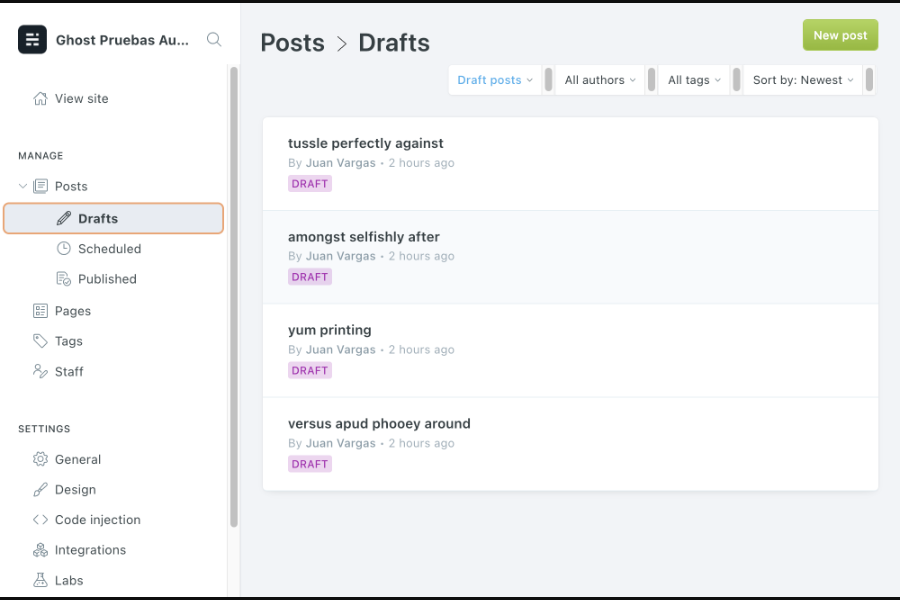 Ghost Pruebas Au...
View site
MANAGE
Posts
Drafts
Scheduled
Published
Pages
Tags
Staff
SETTINGS
General
Design
Code injection
Integrations
Labs
Posts > Drafts
New post
Draft posts
All authors
All tags
Sort by: Newest
tussle perfectly against
By Juan Vargas • 2 hours ago
DRAFT
amongst selfishly after
By Juan Vargas • 2 hours ago
DRAFT
yum printing
By Juan Vargas • 2 hours ago
DRAFT
versus apud phooey around
By Juan Vargas • 2 hours ago
DRAFT